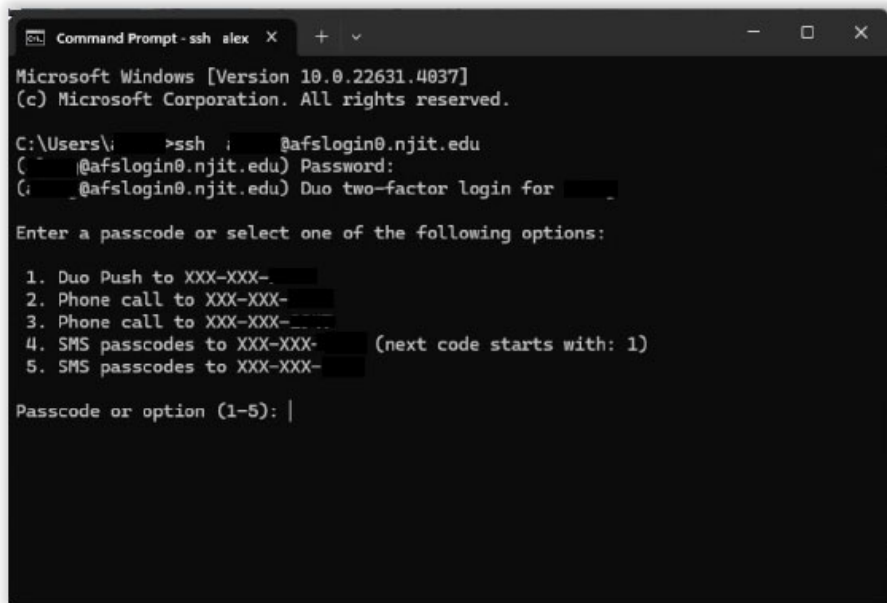 Command Prompt - ssh alex
Microsoft Windows [Version 10.0.22631.4037]
(c) Microsoft Corporation. All rights reserved.
C:\Users\ >ssh @afslogin0.njit.edu
( @afslogin0.njit.edu) Password:
( @afslogin0.njit.edu) Duo two-factor login for
Enter a passcode or select one of the following options:
1. Duo Push to XXX-XXX-
2. Phone call to XXX-XXX-
3. Phone call to XXX-XXX-
4. SMS passcodes to XXX-XXX- (next code starts with: 1)
5. SMS passcodes to XXX-XXX-
Passcode or option (1-5):